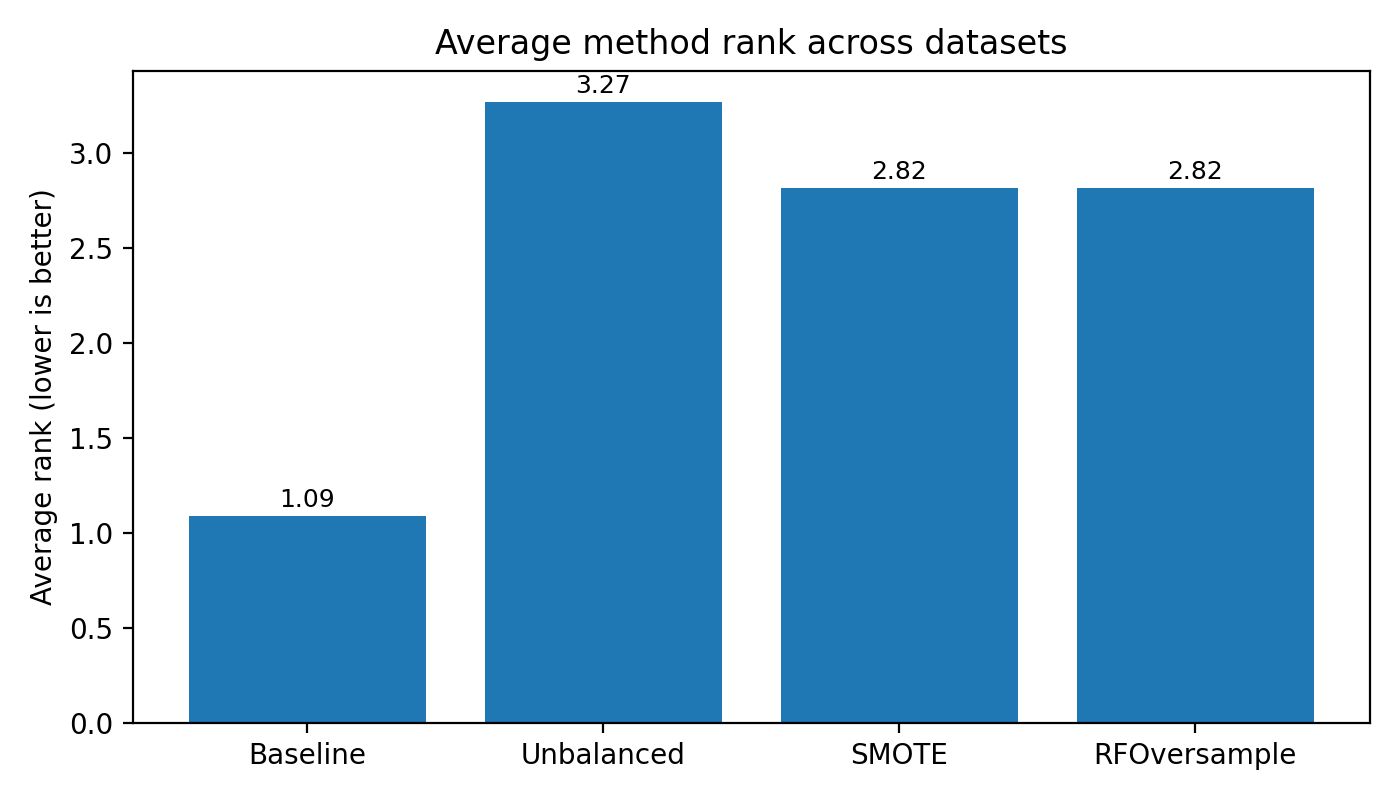 Average method rank across datasets
Average rank (lower is better)
3.0
2.5
2.0
1.5
1.0
0.5
0.0
1.09
3.27
2.82
2.82
Baseline
Unbalanced
SMOTE
RFOversample